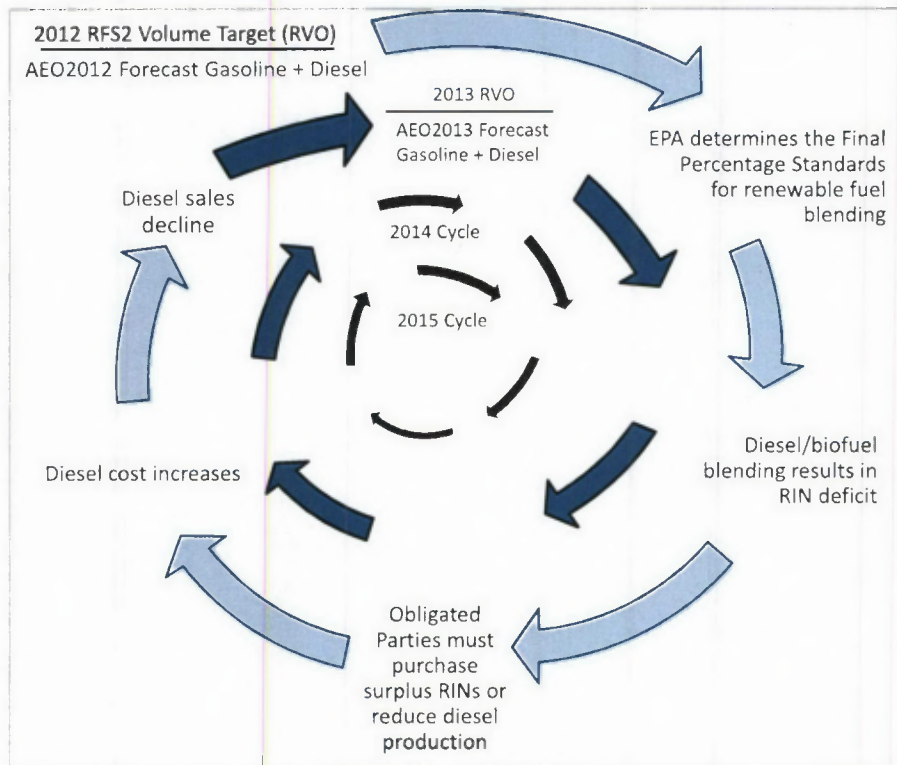 2012 RFS2 Volume Target (RVO)
AEO2012 Forecast Gasoline + Diesel
2013 RVO
AEO2013 Forecast
Gasoline + Diesel
EPA determines the Final
Percentage Standards
for renewable fuel
blending
Diesel sales
decline
2014 Cycle
2015 Cycle
Diesel cost increases
Diesel/biofuel
blending results in
RIN deficit
Obligated
Parties must
purchase
surplus RINs or
reduce diesel
production